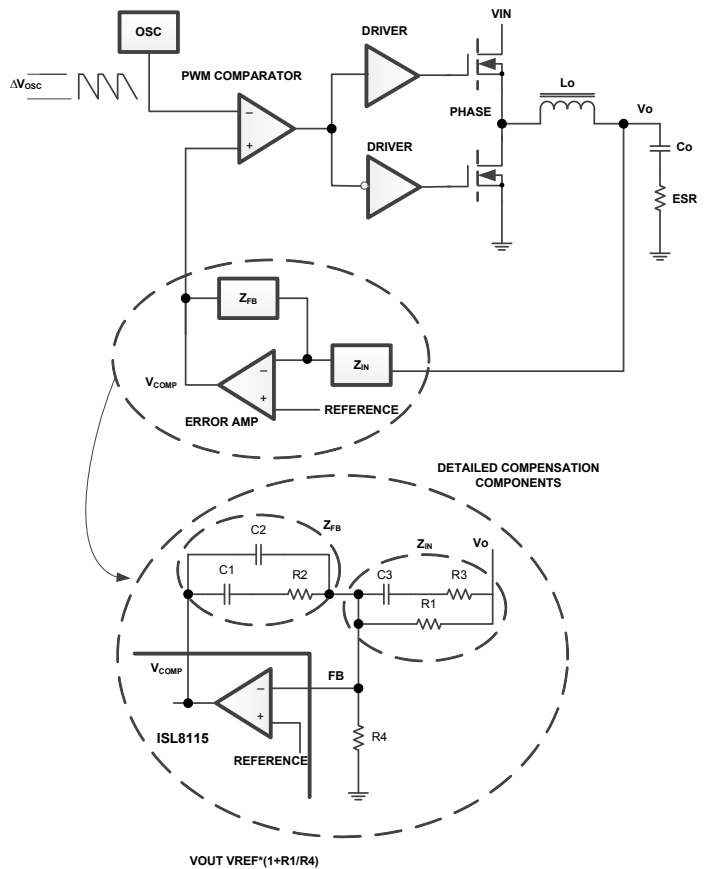 VIN
OSC
DRIVER
ΔVOSC
PWM COMPARATOR
Lo
−
PHASE
Vo
+
DRIVER
Co
ESR
ZFB
ZIN
VCOMP
−
+
REFERENCE
ERROR AMP
DETAILED COMPENSATION
COMPONENTS
C2
ZFB
ZIN
Vo
C1
R2
C3
R3
R1
VCOMP
FB
−
+
ISL8115
R4
REFERENCE
VOUT VREF*(1+R1/R4)